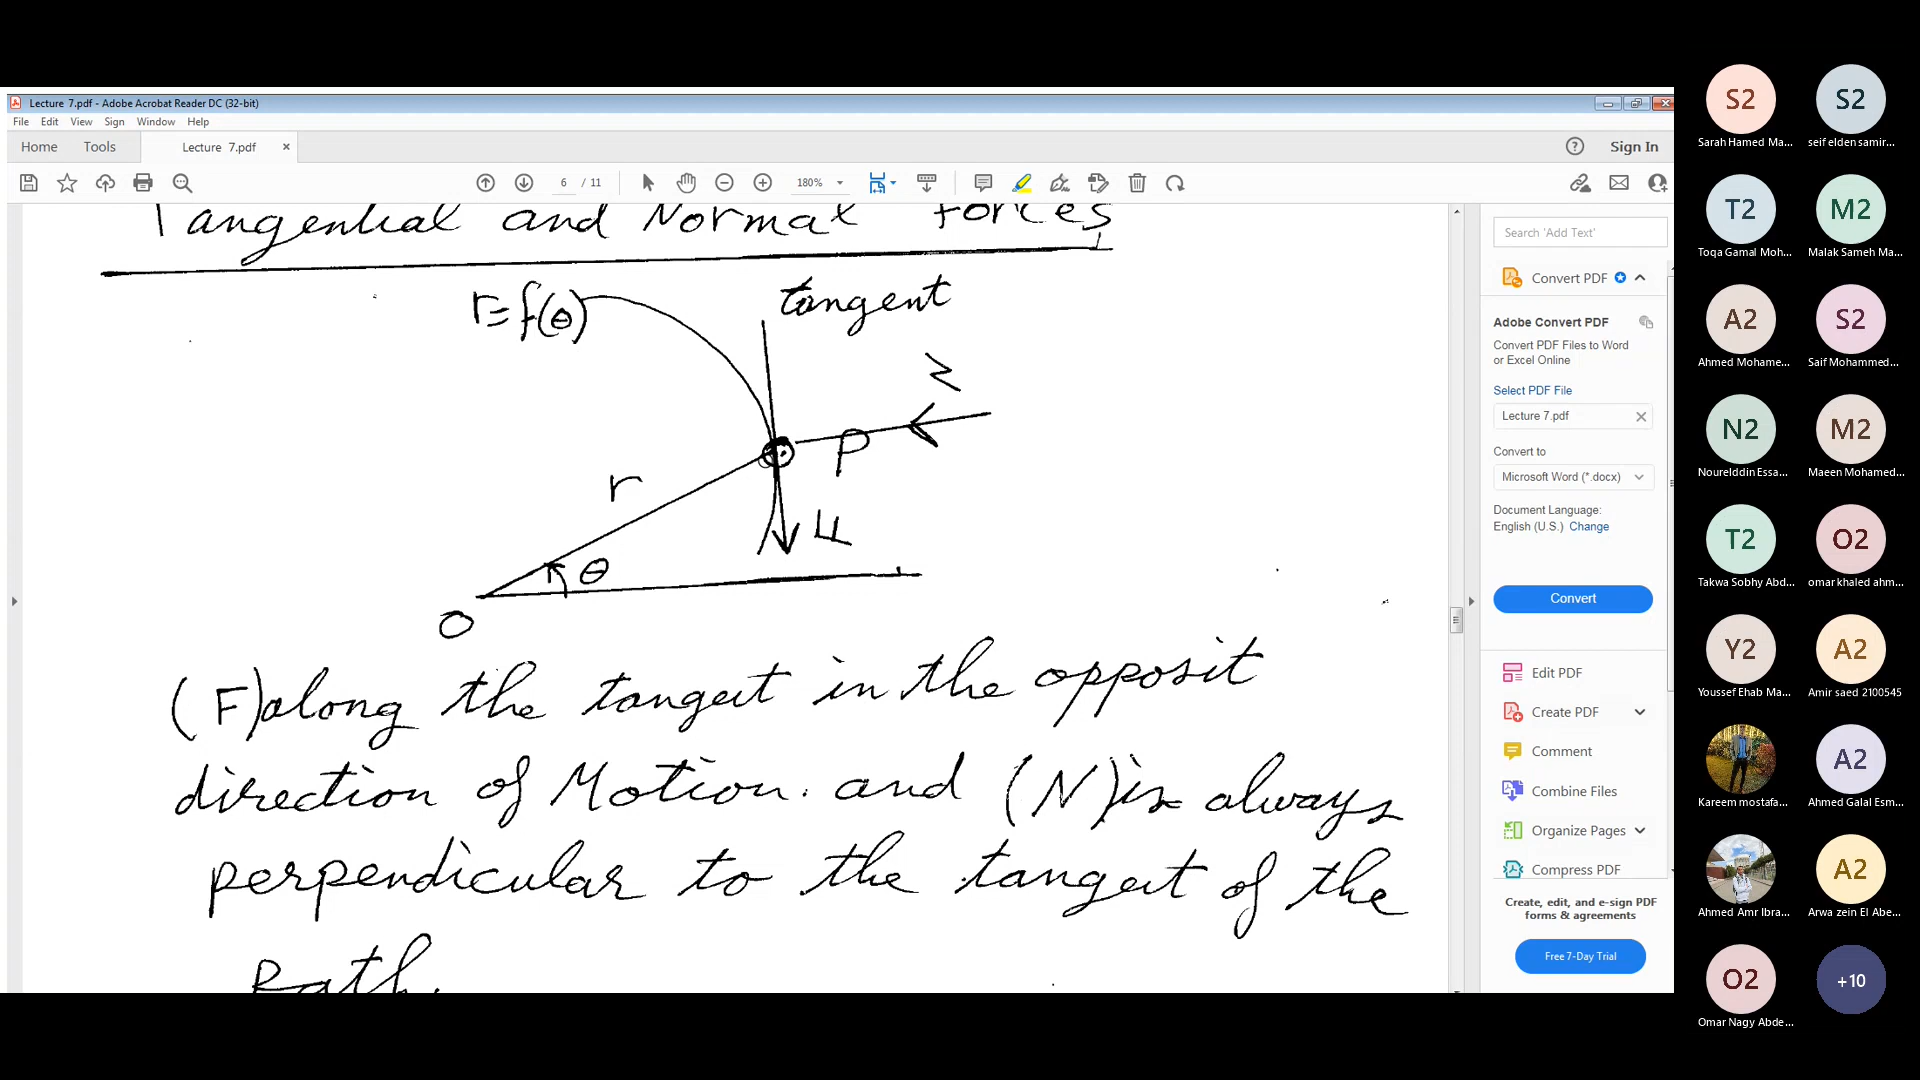 Lecture 7.pdf - Adobe Acrobat Reader DC (32-bit)
File Edit View Sign Window Help
Home Tools Lecture 7.pdf × Sign In
6 / 11 180%
Tangential and Normal Forces
r = f(θ)
tangent
N
P
r
F
θ
O
(F) along the tangent in the opposit
direction of Motion. and (N) is always
perpendicular to the tangent of the
Path.
Search 'Add Text'
Convert PDF
Adobe Convert PDF
Convert PDF Files to Word
or Excel Online
Select PDF File
Lecture 7.pdf
Convert to
Microsoft Word (*.docx)
Document Language:
English (U.S.) Change
Convert
Edit PDF
Create PDF
Comment
Combine Files
Organize Pages
Compress PDF
Create, edit, and e-sign PDF
forms & agreements
Free 7-Day Trial
S2 S2
Sarah Hamed Ma... seif elden samir...
T2 M2
Toqa Gamal Moh... Malak Sameh Ma...
A2 S2
Ahmed Mohame... Saif Mohammed...
N2 M2
Nourelddin Essa... Maeen Mohamed...
T2 O2
Takwa Sobhy Abd... omar khaled ahm...
Y2 A2
Youssef Ehab Ma... Amir saed 2100545
A2
Kareem mostafa... Ahmed Galal Esm...
A2
Ahmed Amr Ibra... Arwa zein El Abe...
O2 +10
Omar Nagy Abde...